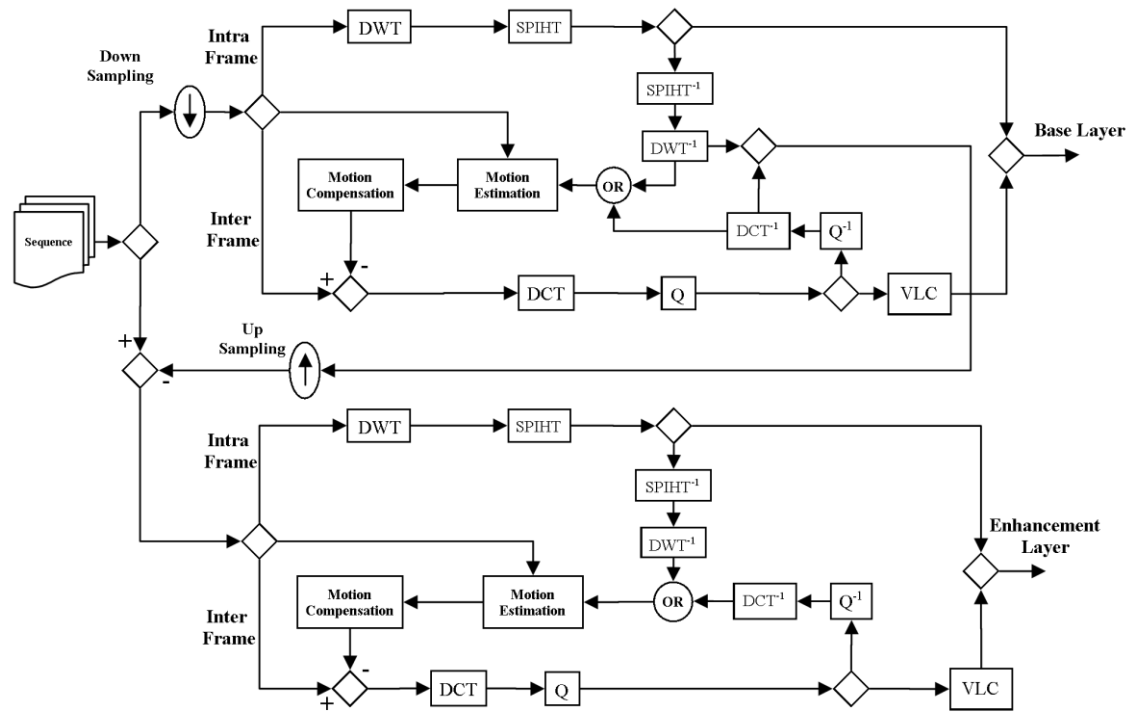 Intra
Frame
DWT
SPIHT
Down
Sampling
SPIHT⁻¹
DWT⁻¹
Base Layer
Motion
Compensation
Motion
Estimation
OR
Sequence
Inter
Frame
DCT⁻¹
Q⁻¹
-
+
DCT
Q
VLC
+
-
Up
Sampling
Intra
Frame
DWT
SPIHT
SPIHT⁻¹
DWT⁻¹
Enhancement
Layer
Motion
Compensation
Motion
Estimation
OR
DCT⁻¹
Q⁻¹
Inter
Frame
-
+
DCT
Q
VLC